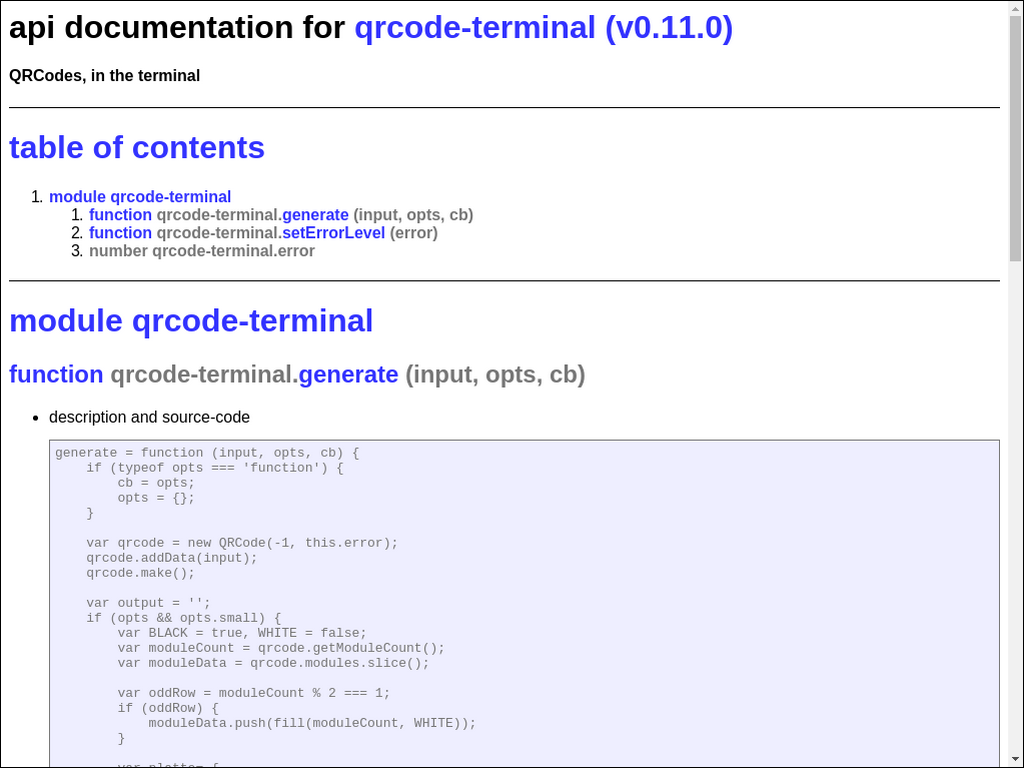 api documentation for qrcode-terminal (v0.11.0)
QRCodes, in the terminal
table of contents
1. module qrcode-terminal
1. function qrcode-terminal.generate (input, opts, cb)
2. function qrcode-terminal.setErrorLevel (error)
3. number qrcode-terminal.error
module qrcode-terminal
function qrcode-terminal.generate (input, opts, cb)
• description and source-code
generate = function (input, opts, cb) {
    if (typeof opts === 'function') {
        cb = opts;
        opts = {};
    }
    var qrcode = new QRCode(-1, this.error);
    qrcode.addData(input);
    qrcode.make();
    var output = '';
    if (opts && opts.small) {
        var BLACK = true, WHITE = false;
        var moduleCount = qrcode.getModuleCount();
        var moduleData = qrcode.modules.slice();
        var oddRow = moduleCount % 2 === 1;
        if (oddRow) {
            moduleData.push(fill(moduleCount, WHITE));
        }